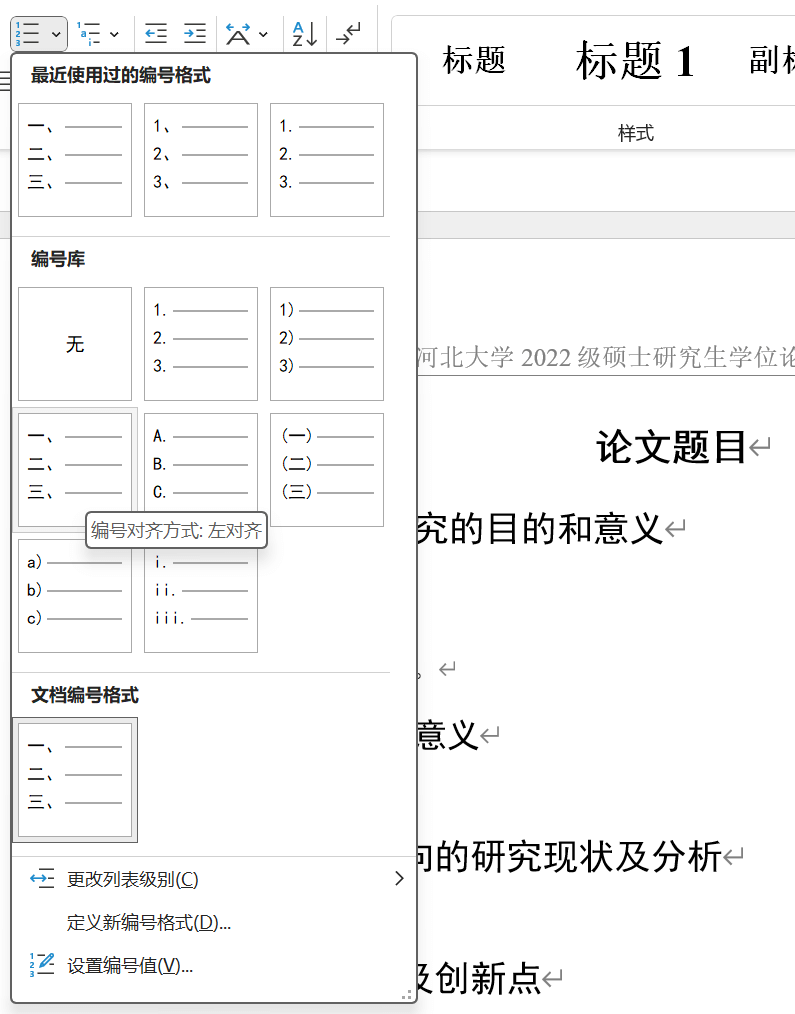 标题 标题 1 副标
样式
最近使用过的编号格式
一、 1、 1.
二、 2、 2.
三、 3、 3.
编号库
无
1. 1)
2. 2)
3. 3)
一、 A. (一)
二、 B. (二)
三、 C. (三)
编号对齐方式: 左对齐
a) i.
b) ii.
c) iii.
文档编号格式
一、
二、
三、
更改列表级别(C)
定义新编号格式(D)...
设置编号值(V)...
河北大学 2022 级硕士研究生学位论
论文题目
究的目的和意义
。
意义
向的研究现状及分析
及创新点